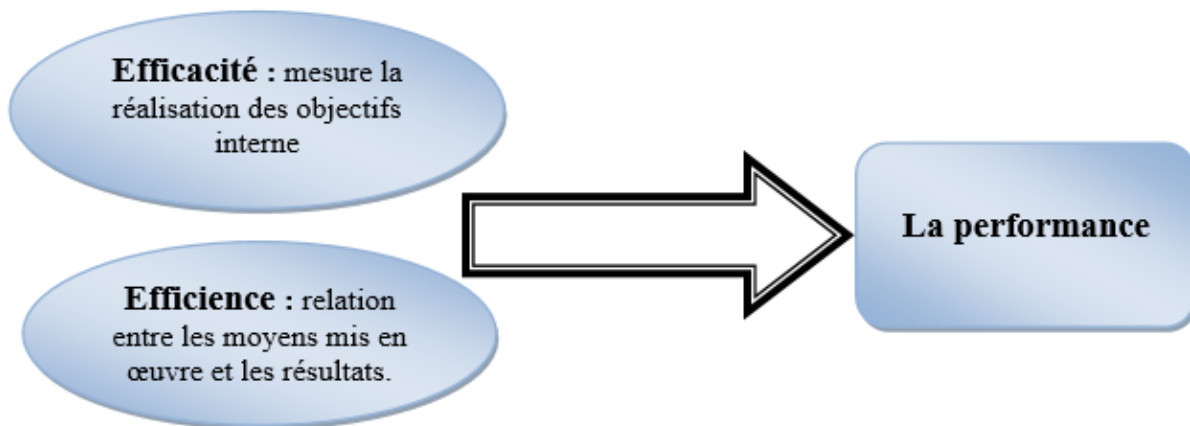 Efficacité : mesure la
réalisation des objectifs
interne
La performance
Efficience : relation
entre les moyens mis en
œuvre et les résultats.